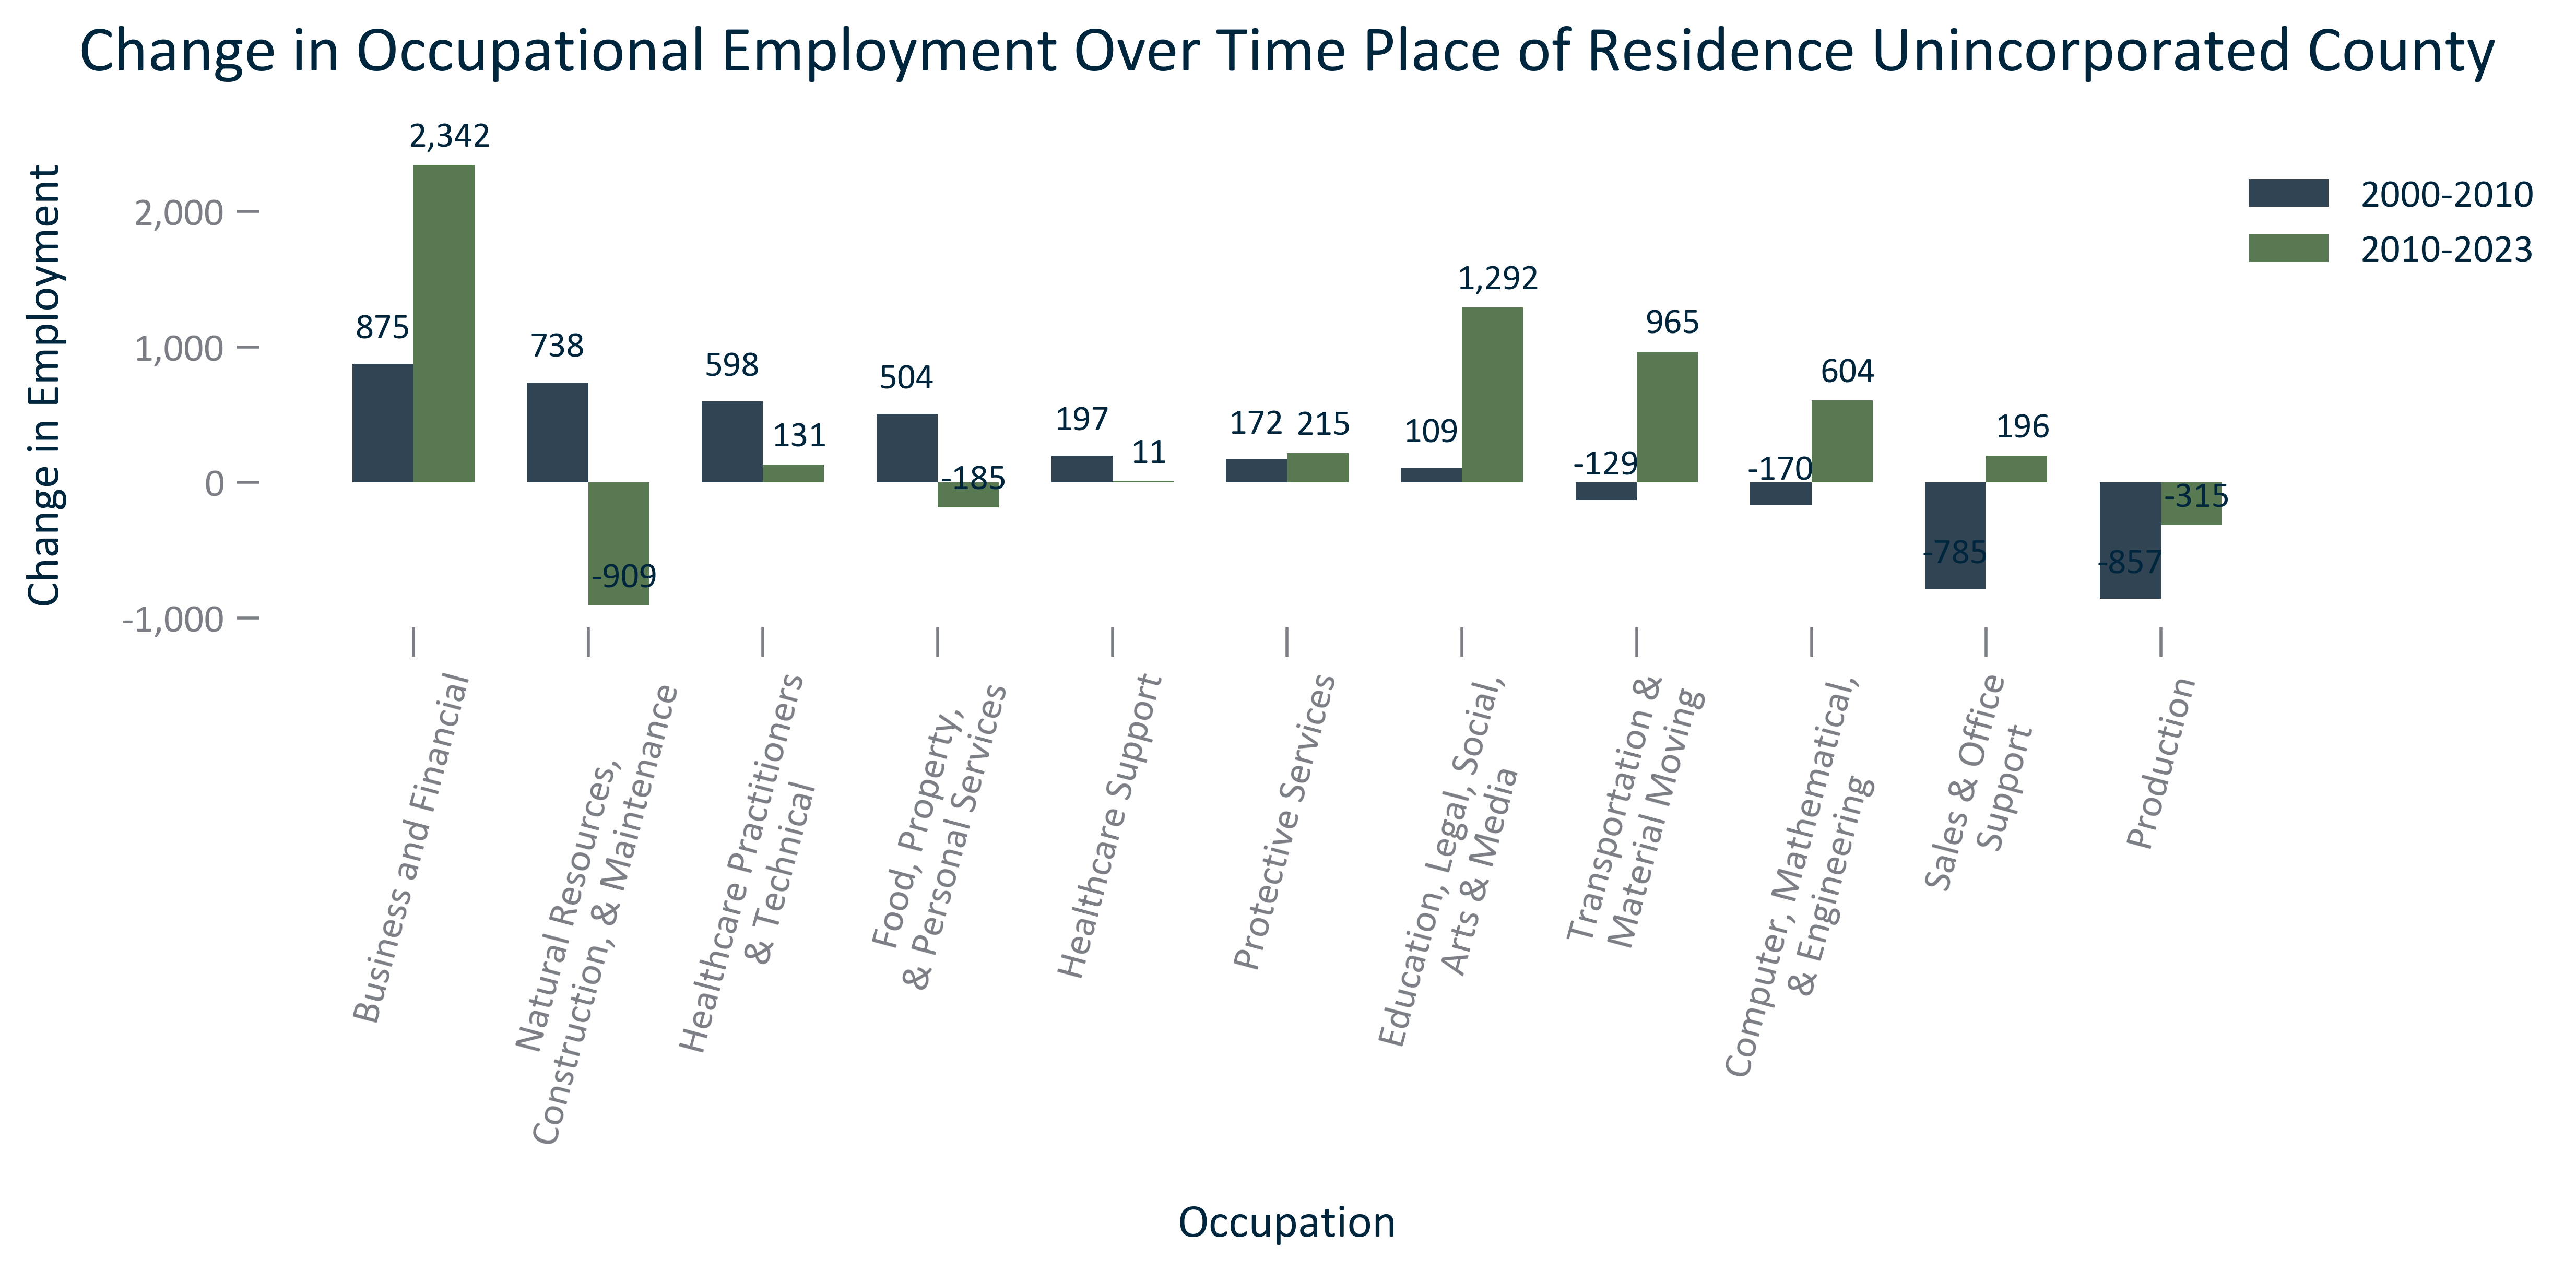 Change in Occupational Employment Over Time Place of Residence Unincorporated County
Change in Employment
2,000
1,000
0
-1,000
2000-2010
2010-2023
875
2,342
738
-909
598
131
504
-185
197
11
172
215
109
1,292
-129
965
-170
604
-785
196
-857
-315
Business and Financial
Natural Resources,
Construction, & Maintenance
Healthcare Practitioners
& Technical
Food, Property,
& Personal Services
Healthcare Support
Protective Services
Education, Legal, Social,
Arts & Media
Transportation &
Material Moving
Computer, Mathematical,
& Engineering
Sales & Office
Support
Production
Occupation